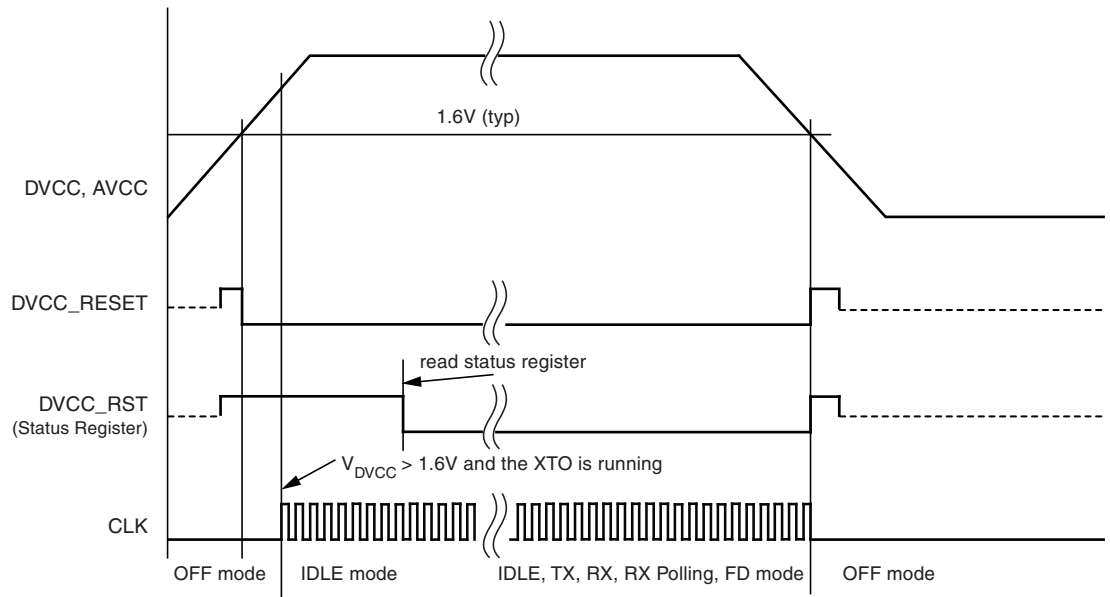 1.6V (typ)
DVCC, AVCC
DVCC_RESET
read status register
DVCC_RST
(Status Register)
VDVCC > 1.6V and the XTO is running
CLK
OFF mode
IDLE mode
IDLE, TX, RX, RX Polling, FD mode
OFF mode